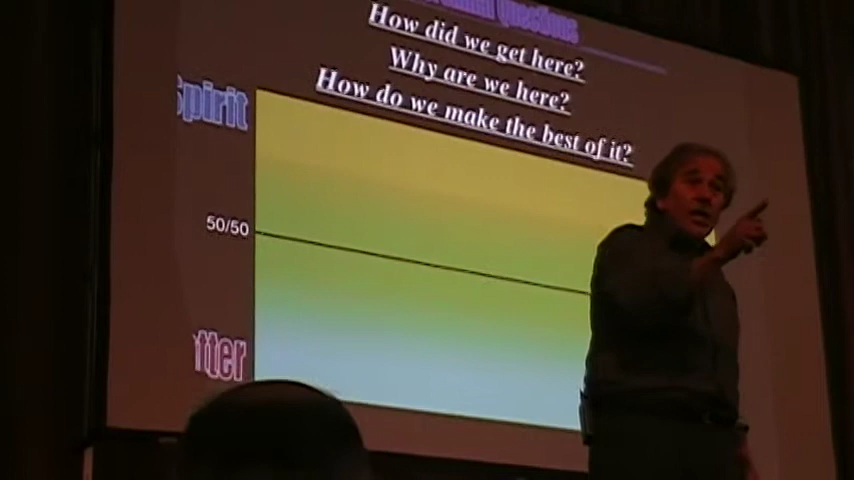 Questions
How did we get here?
Why are we here?
How do we make the best of it?
Spirit
50/50
tter